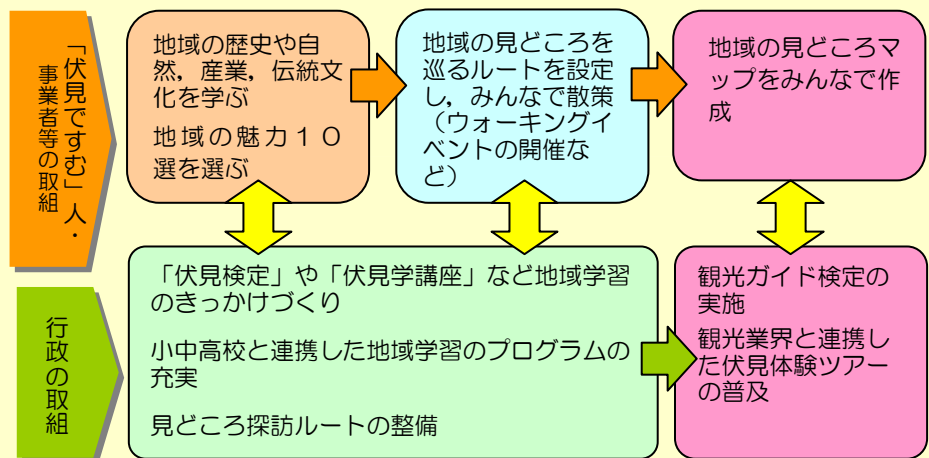 「伏見ですむ」人・
事業者等の取組
地域の歴史や自
然，産業，伝統文
化を学ぶ
地域の魅力１０
選を選ぶ
地域の見どころを
巡るルートを設定
し，みんなで散策
（ウォーキングイ
ベントの開催な
ど）
地域の見どころマ
ップをみんなで作
成
行政の取組
「伏見検定」や「伏見学講座」など地域学習
のきっかけづくり
小中高校と連携した地域学習のプログラムの
充実
見どころ探訪ルートの整備
観光ガイド検定の
実施
観光業界と連携し
た伏見体験ツアー
の普及